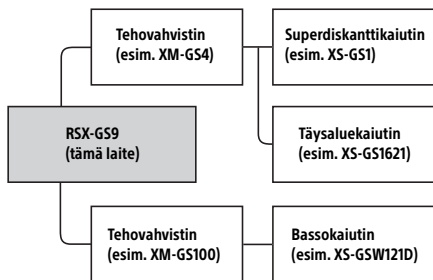 Tehovahvistin
(esim. XM-GS4)
Superdiskanttikaiutin
(esim. XS-GS1)
RSX-GS9
(tämä laite)
Täysaluekaiutin
(esim. XS-GS1621)
Tehovahvistin
(esim. XM-GS100)
Bassokaiutin
(esim. XS-GSW121D)